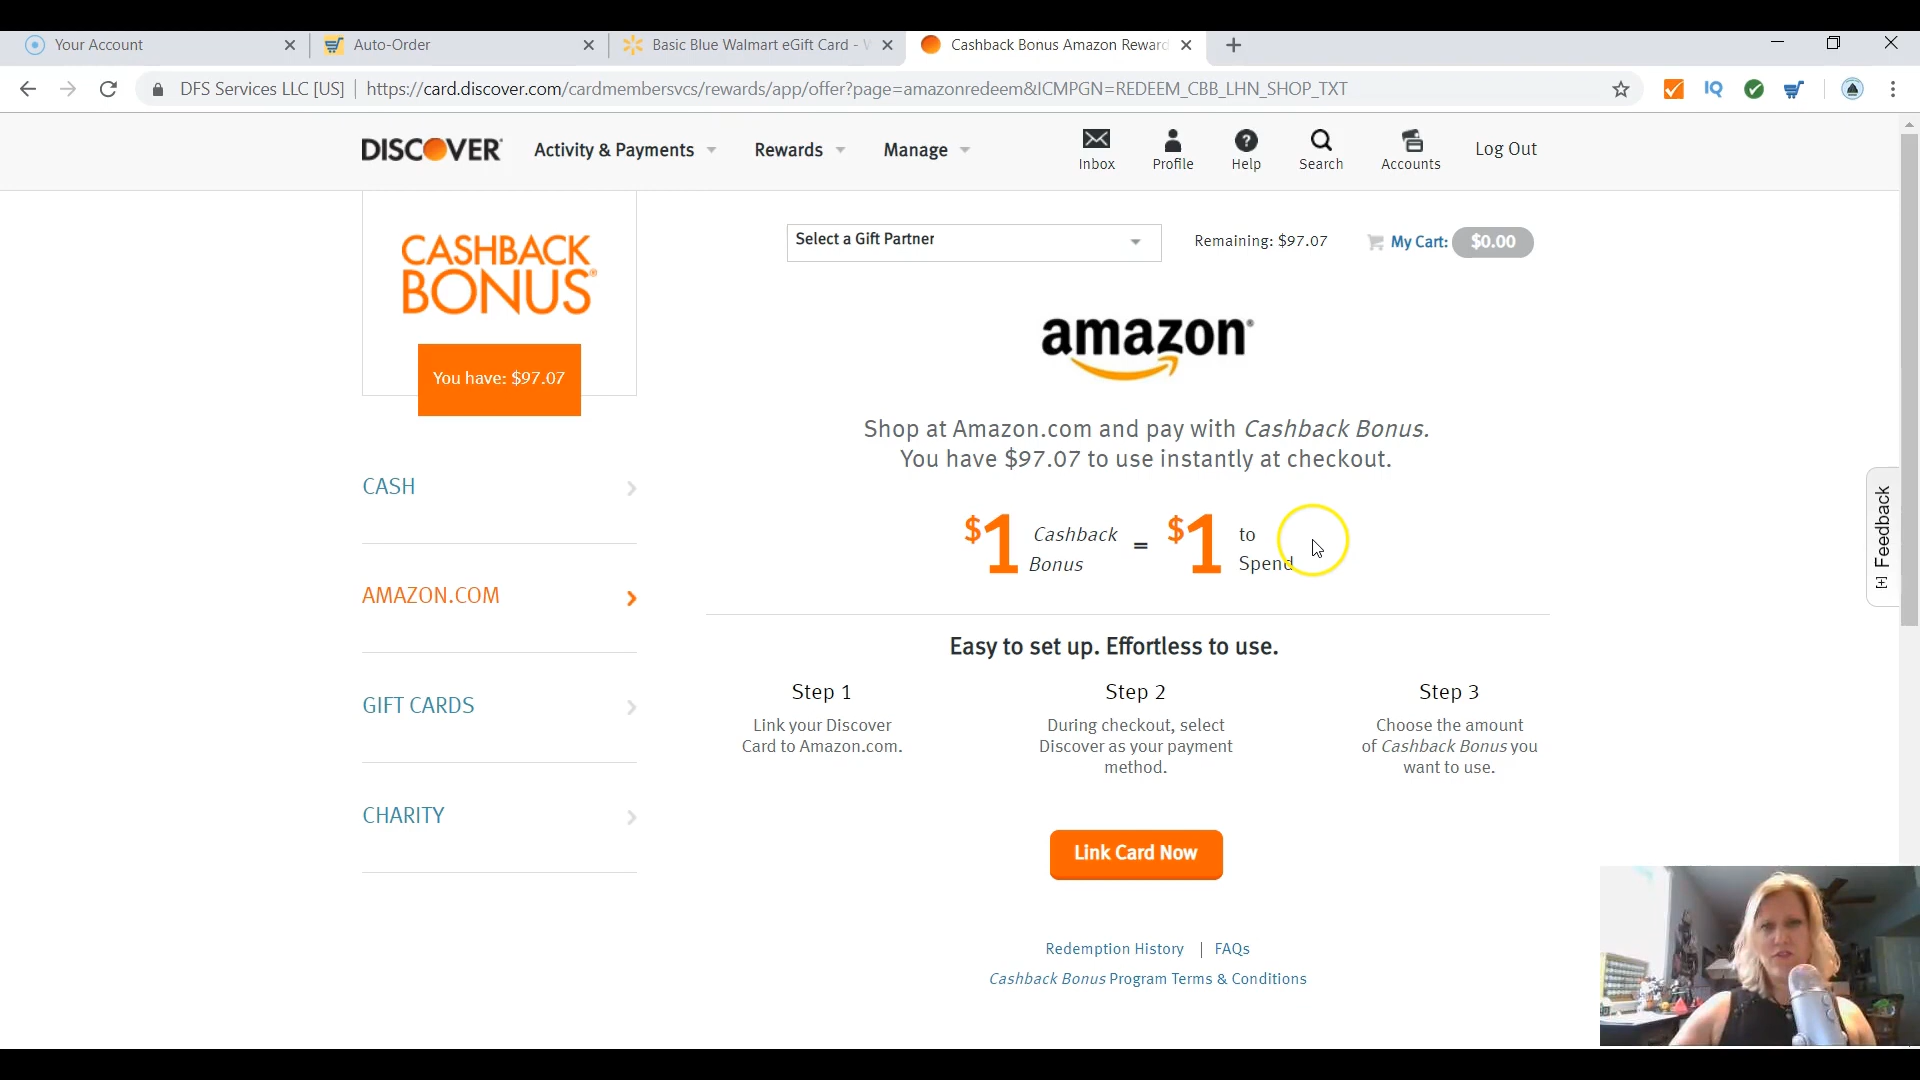 Your Account
Auto-Order
Basic Blue Walmart eGift Card - W
Cashback Bonus Amazon Reward
DFS Services LLC [US]
https://card.discover.com/cardmembersvcs/rewards/app/offer?page=amazonredeem&ICMPGN=REDEEM_CBB_LHN_SHOP_TXT
IQ
DISCOVER
Activity & Payments
Rewards
Manage
Inbox
Profile
Help
Search
Accounts
Log Out
CASHBACK
BONUS®
You have: $97.07
CASH
AMAZON.COM
GIFT CARDS
CHARITY
Select a Gift Partner
Remaining: $97.07
My Cart:
$0.00
amazon®
Shop at Amazon.com and pay with Cashback Bonus.
You have $97.07 to use instantly at checkout.
$1 Cashback Bonus = $1 to Spend
Easy to set up. Effortless to use.
Step 1
Link your Discover
Card to Amazon.com.
Step 2
During checkout, select
Discover as your payment
method.
Step 3
Choose the amount
of Cashback Bonus you
want to use.
Link Card Now
Redemption History | FAQs
Cashback Bonus Program Terms & Conditions
[+] Feedback